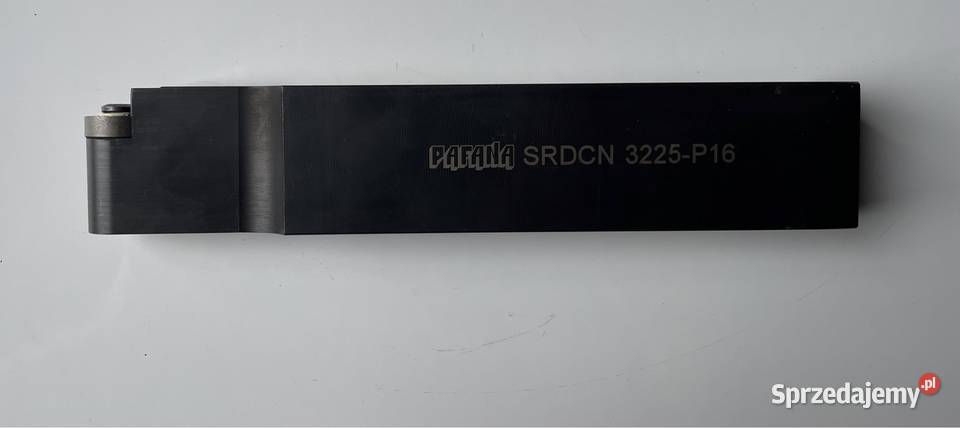 PAFANA SRDCN 3225-P16
Sprzedajemy.pl